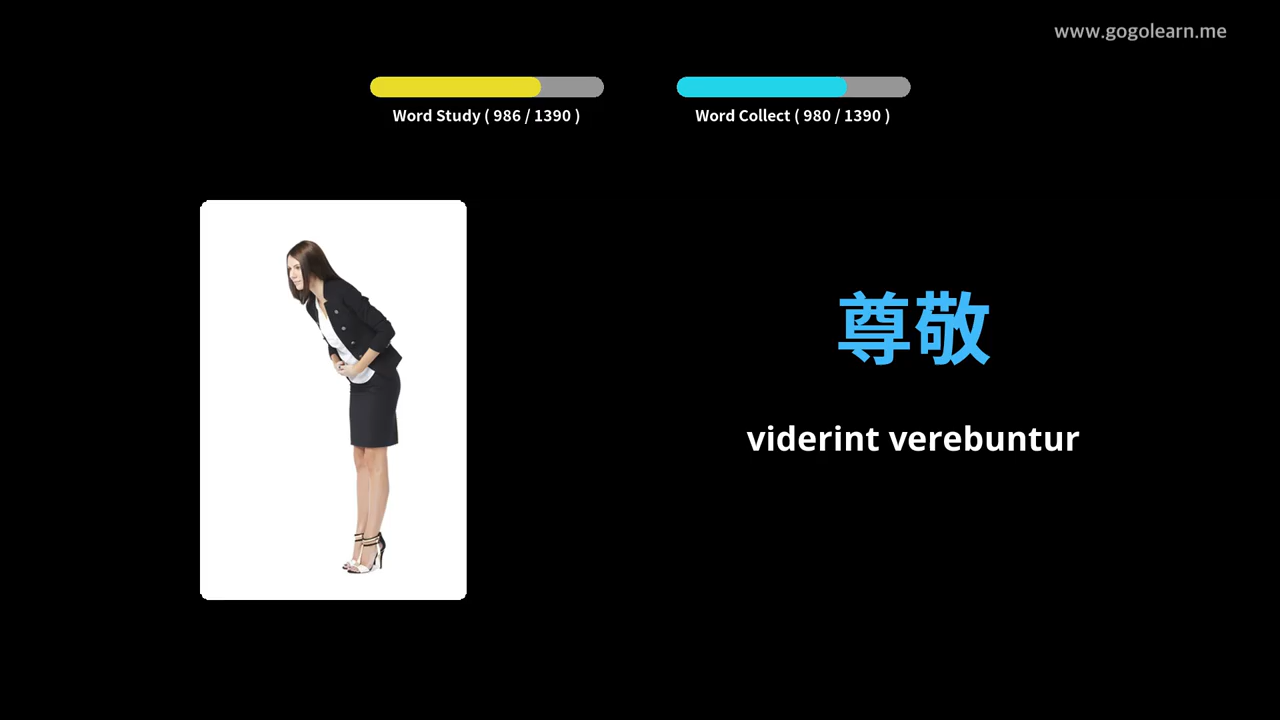 www.gogolearn.me
Word Study ( 986 / 1390 )
Word Collect ( 980 / 1390 )
尊敬
viderint verebuntur